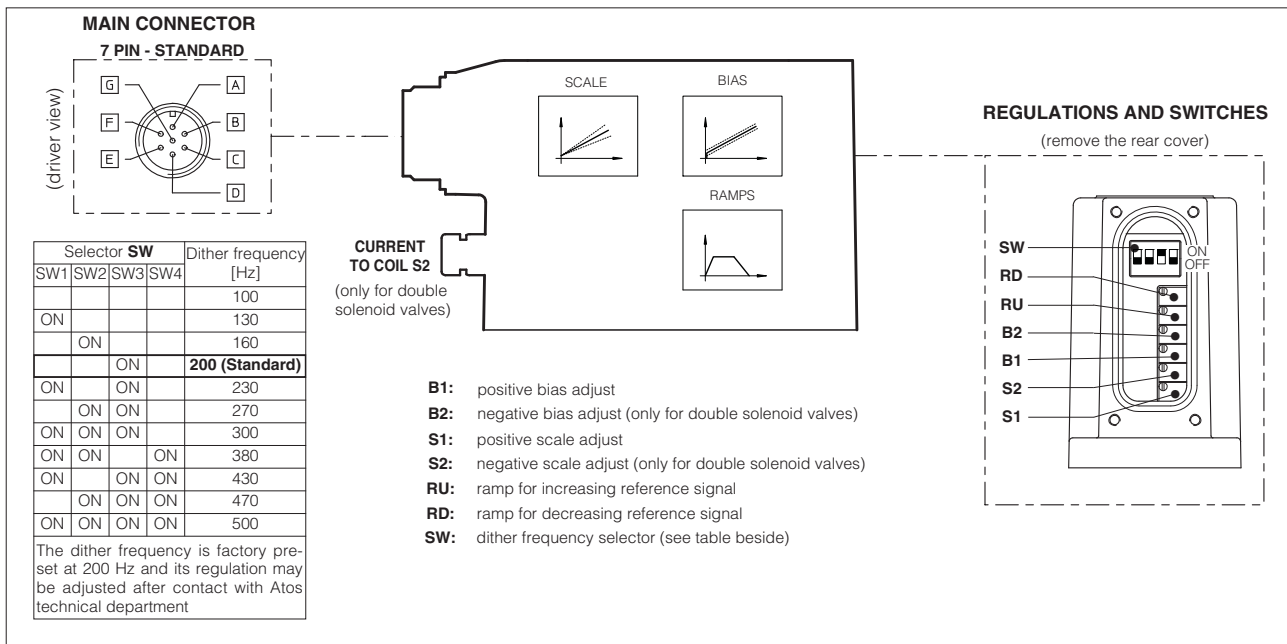 MAIN CONNECTOR
7 PIN - STANDARD
(driver view)
G
A
F
B
E
C
D
SCALE
BIAS
RAMPS
CURRENT
TO COIL S2
(only for double
solenoid valves)
REGULATIONS AND SWITCHES
(remove the rear cover)
SW
ON
OFF
RD
RU
B2
B1
S2
S1
Selector SW Dither frequency
[Hz]
SW1 SW2 SW3 SW4
100
ON 130
ON 160
ON 200 (Standard)
ON ON 230
ON ON 270
ON ON ON 300
ON ON ON 380
ON ON ON 430
ON ON ON 470
ON ON ON ON 500
The dither frequency is factory pre-
set at 200 Hz and its regulation may
be adjusted after contact with Atos
technical department
B1: positive bias adjust
B2: negative bias adjust (only for double solenoid valves)
S1: positive scale adjust
S2: negative scale adjust (only for double solenoid valves)
RU: ramp for increasing reference signal
RD: ramp for decreasing reference signal
SW: dither frequency selector (see table beside)